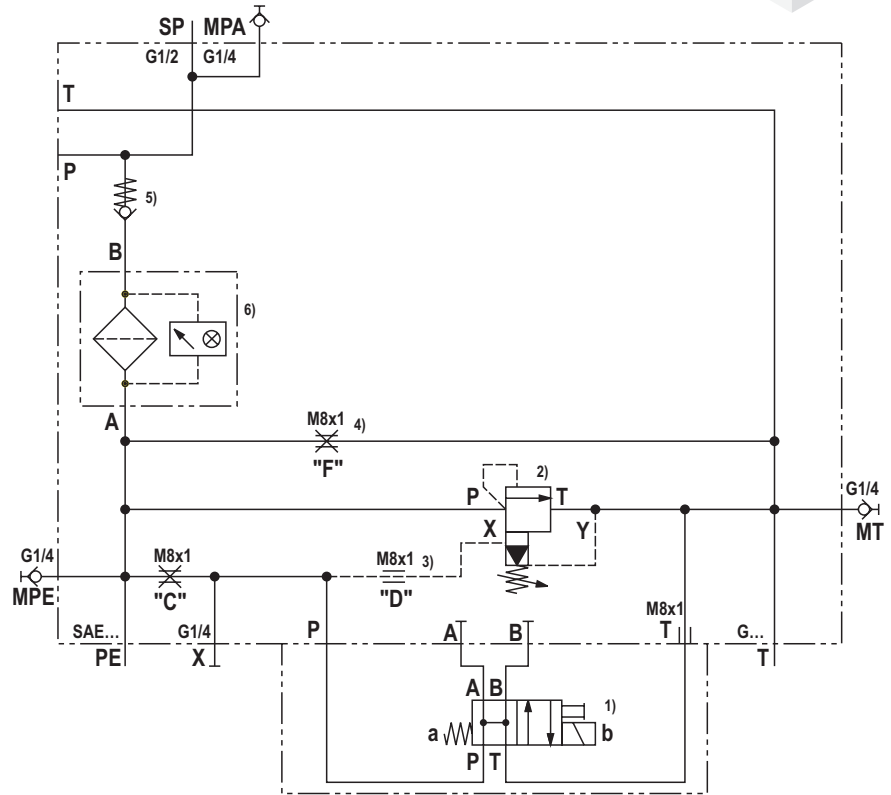 SP MPA
G1/2 G1/4
T
P
5)
B
6)
A
M8x1 4)
"F"
2)
P T
G1/4
X Y
MT
G1/4 M8x1 M8x1 3)
MPE "C" "D"
M8x1
SAE... G1/4 P A B T G...
PE X T
A B 1)
a b
P T